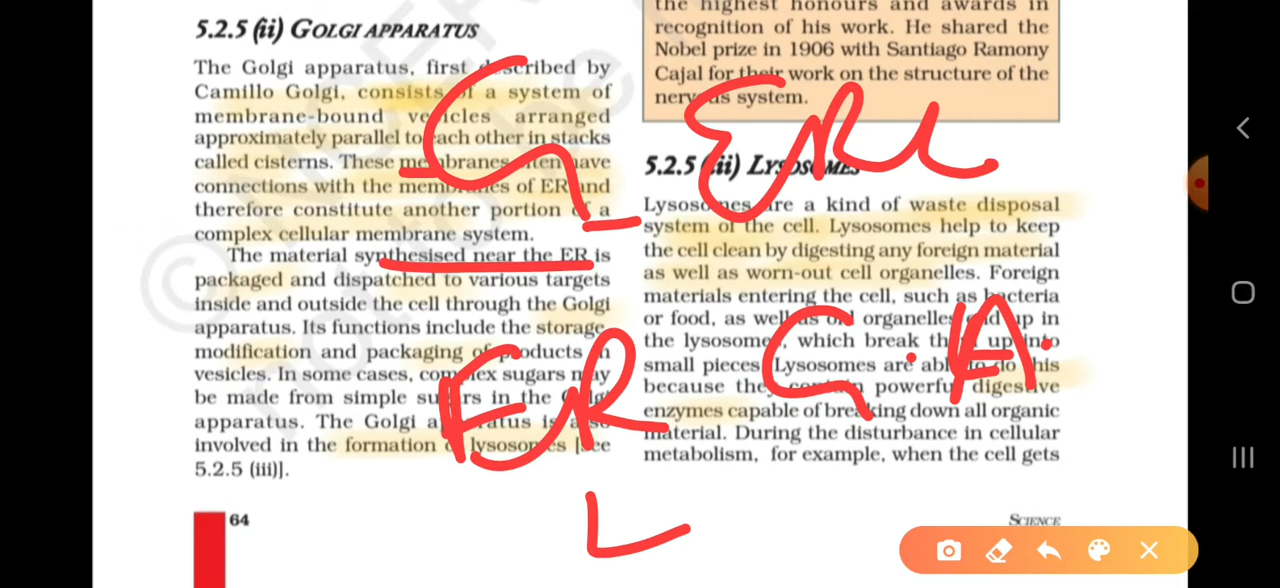 5.2.5 (ii) GOLGI APPARATUS
The Golgi apparatus, first described by
Camillo Golgi, consists of a system of
membrane-bound vesicles arranged
approximately parallel to each other in stacks
called cisterns. These membranes often have
connections with the membranes of ER and
therefore constitute another portion of a
complex cellular membrane system.
The material synthesised near the ER is
packaged and dispatched to various targets
inside and outside the cell through the Golgi
apparatus. Its functions include the storage,
modification and packaging of products in
vesicles. In some cases, complex sugars may
be made from simple sugars in the Golgi
apparatus. The Golgi apparatus is also
involved in the formation of lysosomes [see
5.2.5 (iii)].
64
the highest honours and awards in
recognition of his work. He shared the
Nobel prize in 1906 with Santiago Ramony
Cajal for their work on the structure of the
nervous system.
5.2.5 (iii) LYSOSOMES
Lysosomes are a kind of waste disposal
system of the cell. Lysosomes help to keep
the cell clean by digesting any foreign material
as well as worn-out cell organelles. Foreign
materials entering the cell, such as bacteria
or food, as well as old organelles end up in
the lysosomes, which break them up into
small pieces. Lysosomes are able to do this
because they contain powerful digestive
enzymes capable of breaking down all organic
material. During the disturbance in cellular
metabolism, for example, when the cell gets
SCIENCE
G
ER
G. A.
ER
L